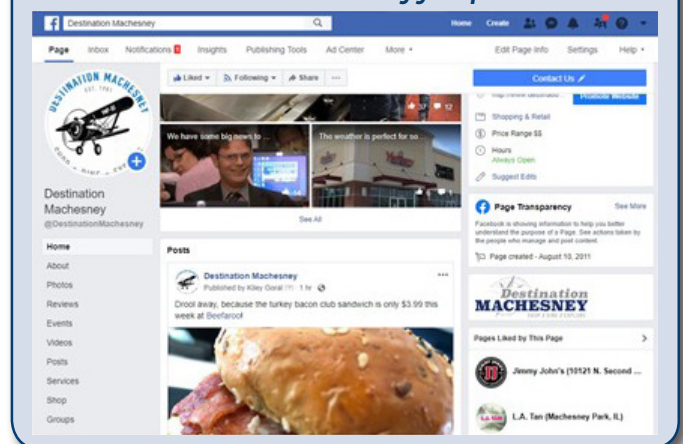 Destination Machesney
Home Create
Page Inbox Notifications Insights Publishing Tools Ad Center More
Edit Page Info Settings Help
DESTINATION MACHESNEY
EST. 1981
Liked Following Share ...
Contact Us
37 12
We have some big news to ...
The weather is perfect for so...
See All
Promote Website
Shopping & Retail
Price Range $$
Hours
Always Open
Suggest Edits
Destination
Machesney
@DestinationMachesney
Home
About
Photos
Reviews
Events
Videos
Posts
Services
Shop
Groups
Posts
Destination Machesney
Published by Kiley Goral [?] · 1 hr
Drool away, because the turkey bacon club sandwich is only $3.99 this
week at Beefaroo!
Page Transparency See More
Facebook is showing information to help you better
understand the purpose of a Page. See actions taken by
the people who manage and post content.
Page created - August 10, 2011
Destination
MACHESNEY
Pages Liked by This Page
Jimmy John's (10121 N. Second ...
L.A. Tan (Machesney Park, IL)